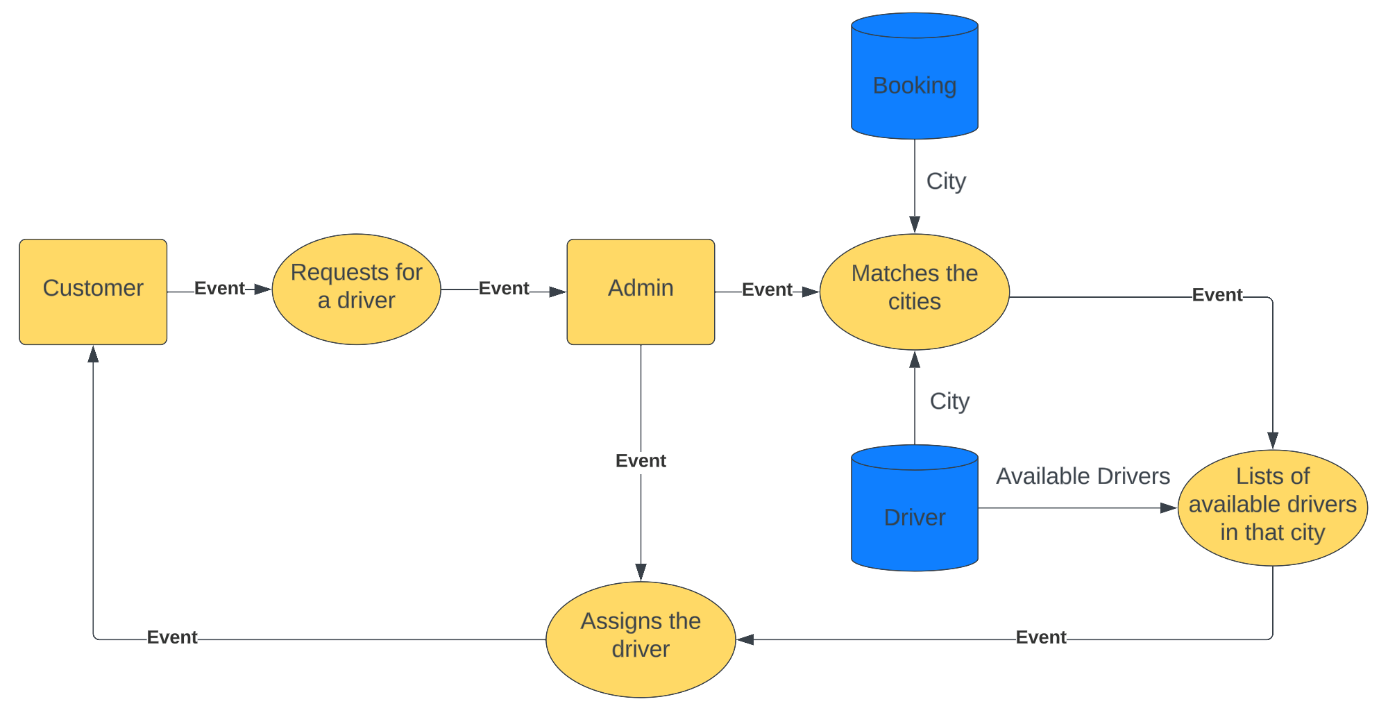 Booking
City
Customer
Event
Requests for
a driver
Event
Admin
Event
Matches the
cities
Event
City
Event
Driver
Available Drivers
Lists of
available drivers
in that city
Assigns the
driver
Event
Event